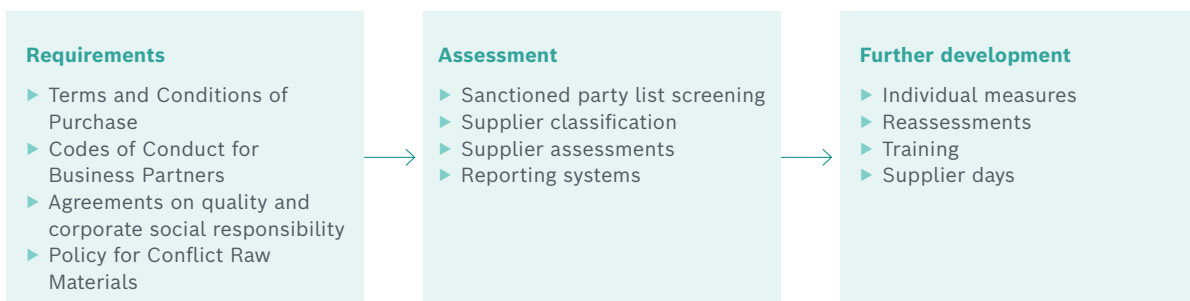 Requirements
▶ Terms and Conditions of
Purchase
▶ Codes of Conduct for
Business Partners
▶ Agreements on quality and
corporate social responsibility
▶ Policy for Conflict Raw
Materials
Assessment
▶ Sanctioned party list screening
▶ Supplier classification
▶ Supplier assessments
▶ Reporting systems
Further development
▶ Individual measures
▶ Reassessments
▶ Training
▶ Supplier days